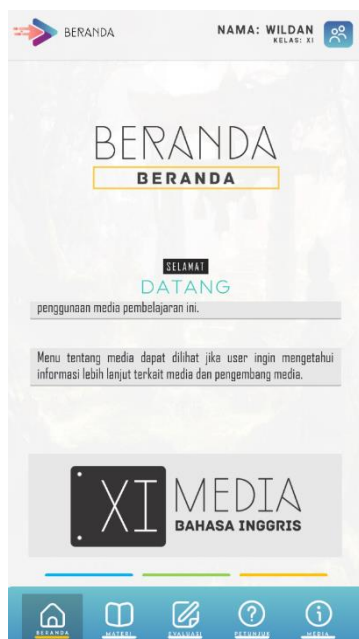 BERANDA
NAMA: WILDAN
KELAS: XI
BERANDA
BERANDA
SELAMAT
DATANG
penggunaan media pembelajaran ini.
Menu tentang media dapat dilihat jika user ingin mengetahui
informasi lebih lanjut terkait media dan pengembang media.
XI MEDIA
BAHASA INGGRIS
BERANDA MATERI EVALUASI PETUNJUK MEDIA